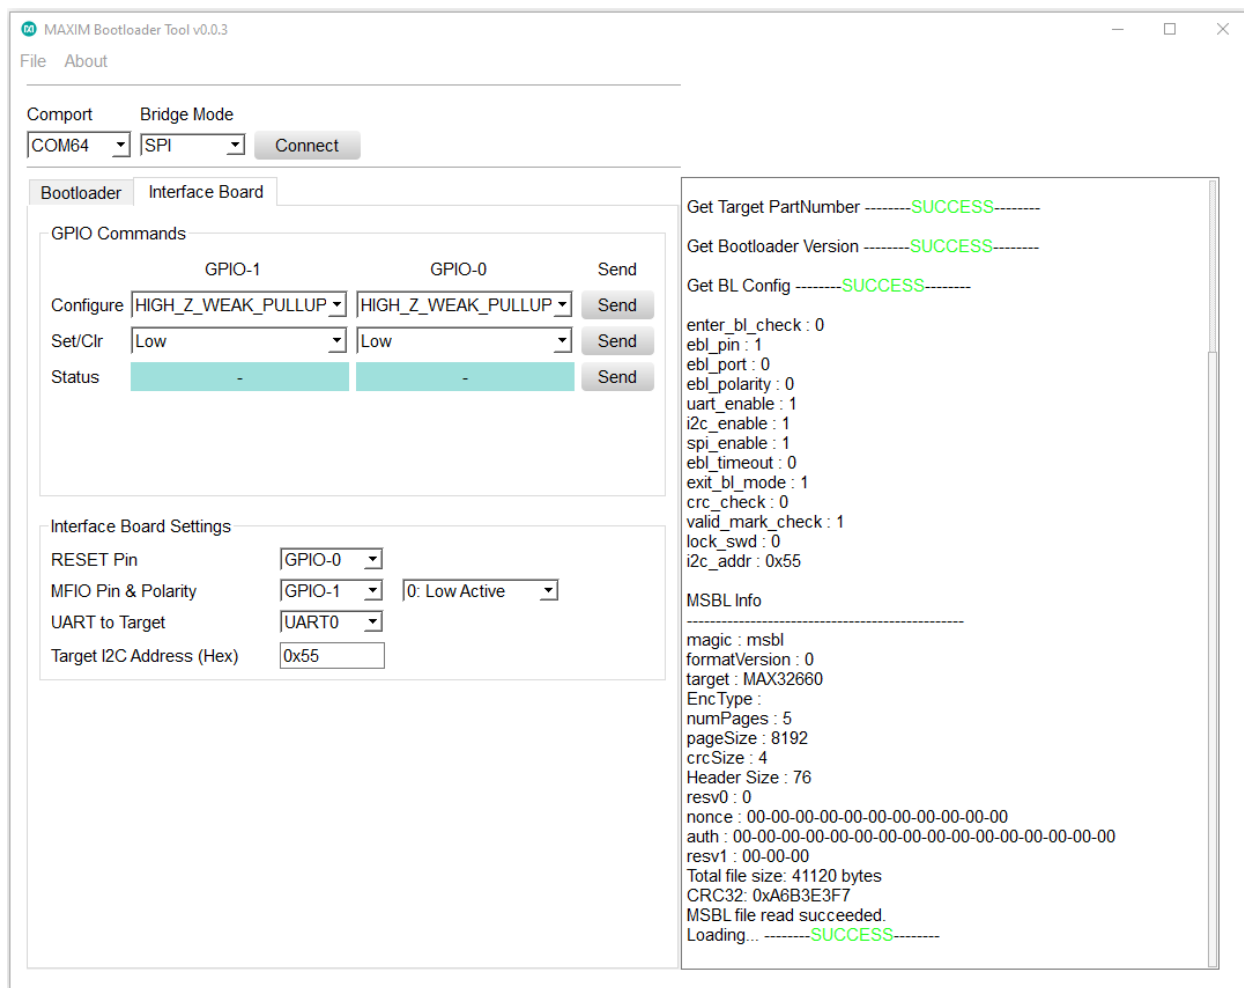 MAXIM Bootloader Tool v0.0.3
File About
Comport Bridge Mode
COM64 SPI Connect
Bootloader Interface Board
GPIO Commands
GPIO-1 GPIO-0 Send
Configure HIGH_Z_WEAK_PULLUP HIGH_Z_WEAK_PULLUP Send
Set/Clr Low Low Send
Status - - Send
Interface Board Settings
RESET Pin GPIO-0
MFIO Pin & Polarity GPIO-1 0: Low Active
UART to Target UART0
Target I2C Address (Hex) 0x55
Get Target PartNumber --------SUCCESS--------
Get Bootloader Version --------SUCCESS--------
Get BL Config --------SUCCESS--------
enter_bl_check : 0
ebl_pin : 1
ebl_port : 0
ebl_polarity : 0
uart_enable : 1
i2c_enable : 1
spi_enable : 1
ebl_timeout : 0
exit_bl_mode : 1
crc_check : 0
valid_mark_check : 1
lock_swd : 0
i2c_addr : 0x55
MSBL Info
------------------------------------------------
magic : msbl
formatVersion : 0
target : MAX32660
EncType :
numPages : 5
pageSize : 8192
crcSize : 4
Header Size : 76
resv0 : 0
nonce : 00-00-00-00-00-00-00-00-00-00-00
auth : 00-00-00-00-00-00-00-00-00-00-00-00-00-00-00-00
resv1 : 00-00-00
Total file size: 41120 bytes
CRC32: 0xA6B3E3F7
MSBL file read succeeded.
Loading... --------SUCCESS--------